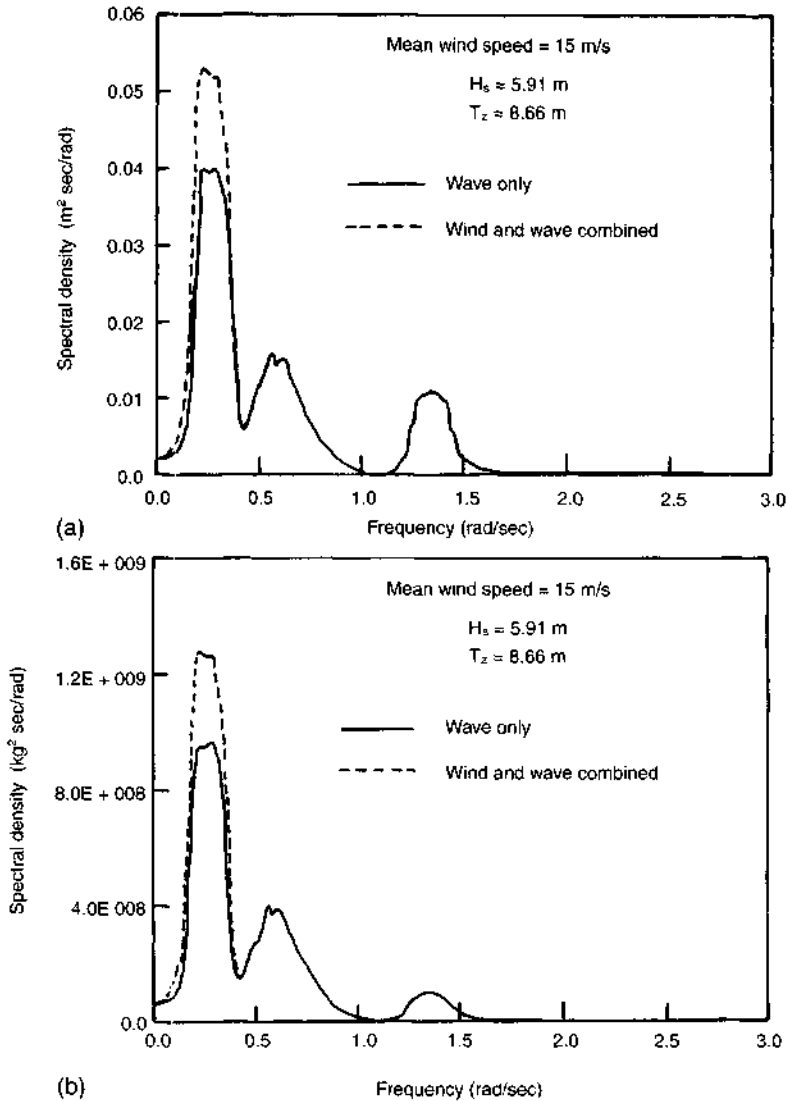 0.06
0.05
0.04
0.03
0.02
0.01
0.0
Spectral density (m² sec/rad)
Mean wind speed = 15 m/s
Hs = 5.91 m
Tz = 8.66 m
Wave only
Wind and wave combined
0.0 0.5 1.0 1.5 2.0 2.5 3.0
(a)
Frequency (rad/sec)
1.6E + 009
1.2E + 009
8.0E + 008
4.0E 008
0.0
Spectral density (kg² sec/rad)
Mean wind speed = 15 m/s
Hs = 5.91 m
Tz = 8.66 m
Wave only
Wind and wave combined
0.0 0.5 1.0 1.5 2.0 2.5 3.0
(b)
Frequency (rad/sec)